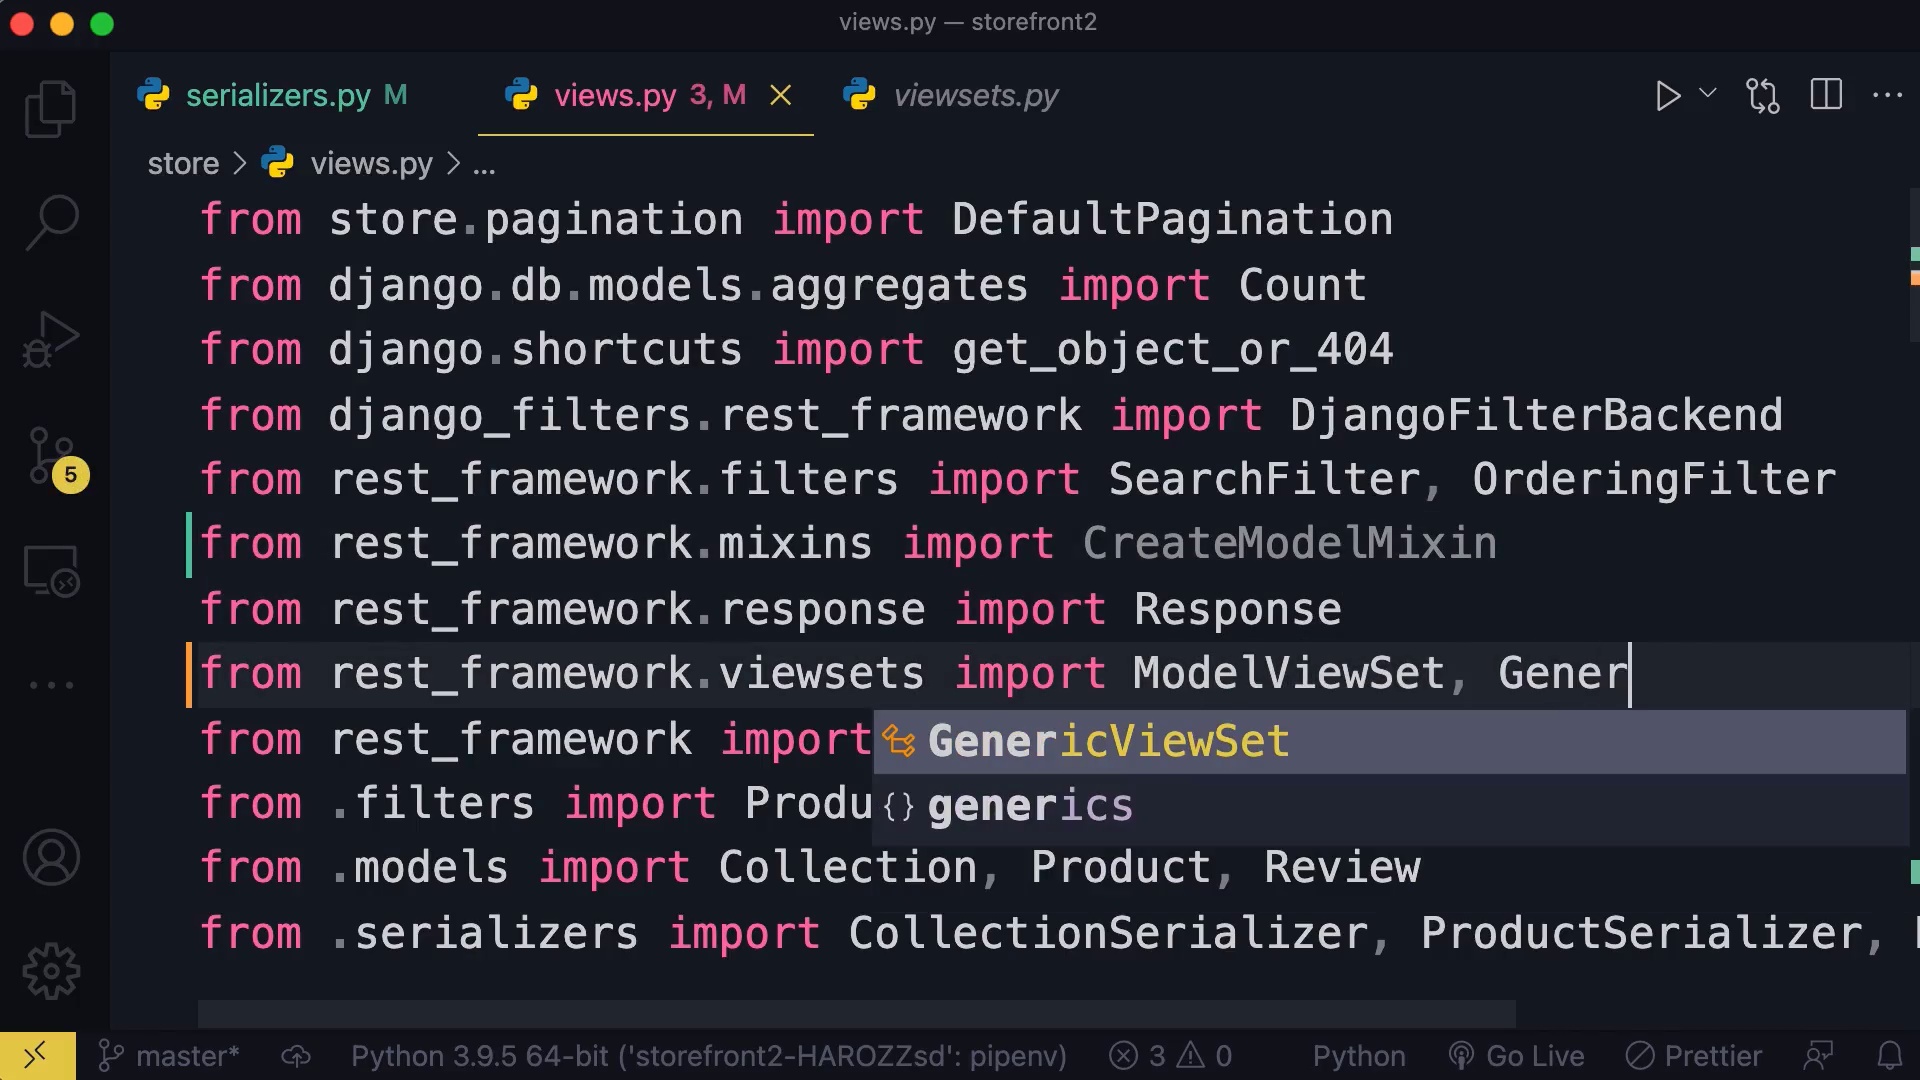 views.py — storefront2
serializers.py M views.py 3, M viewsets.py
store > views.py > ...
from store.pagination import DefaultPagination
from django.db.models.aggregates import Count
from django.shortcuts import get_object_or_404
from django_filters.rest_framework import DjangoFilterBackend
from rest_framework.filters import SearchFilter, OrderingFilter
from rest_framework.mixins import CreateModelMixin
from rest_framework.response import Response
from rest_framework.viewsets import ModelViewSet, Gener
from rest_framework import GenericViewSet
from .filters import Produ generics
from .models import Collection, Product, Review
from .serializers import CollectionSerializer, ProductSerializer,
5
master* Python 3.9.5 64-bit ('storefront2-HAROZZsd': pipenv) 3 0 Python Go Live Prettier